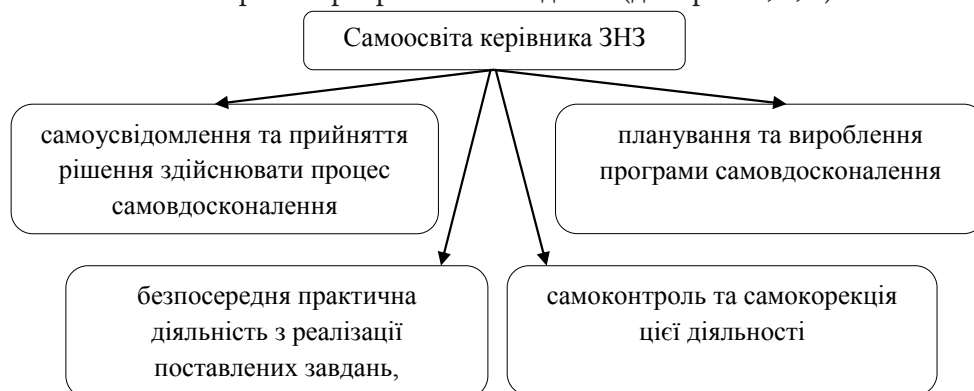 Самоосвіта керівника ЗНЗ
самоусвідомлення та прийняття
рішення здійснювати процес
самовдосконалення
планування та вироблення
програми самовдосконалення
безпосередня практична
діяльність з реалізації
поставлених завдань,
самоконтроль та самокорекція
цієї діяльності